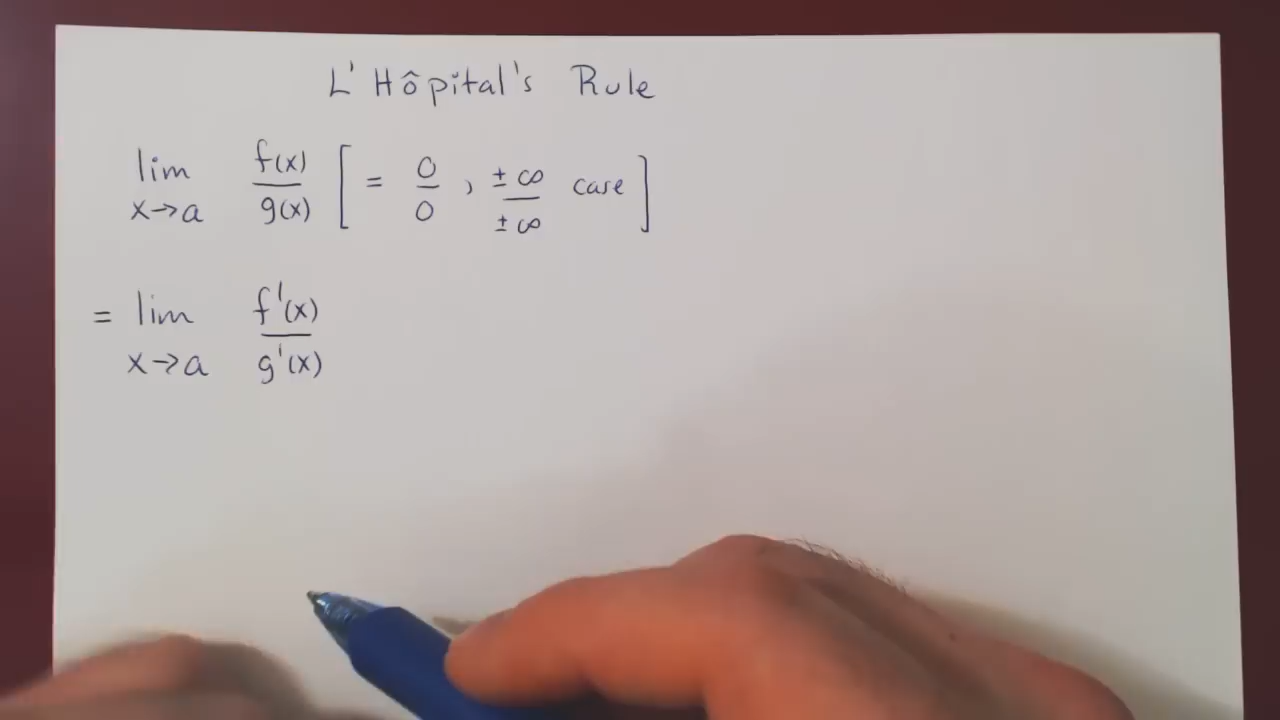 L'Hôpital's Rule
lim x→a f(x)/g(x) [ = 0/0 , ±∞/±∞ case ]
= lim x→a f'(x)/g'(x)